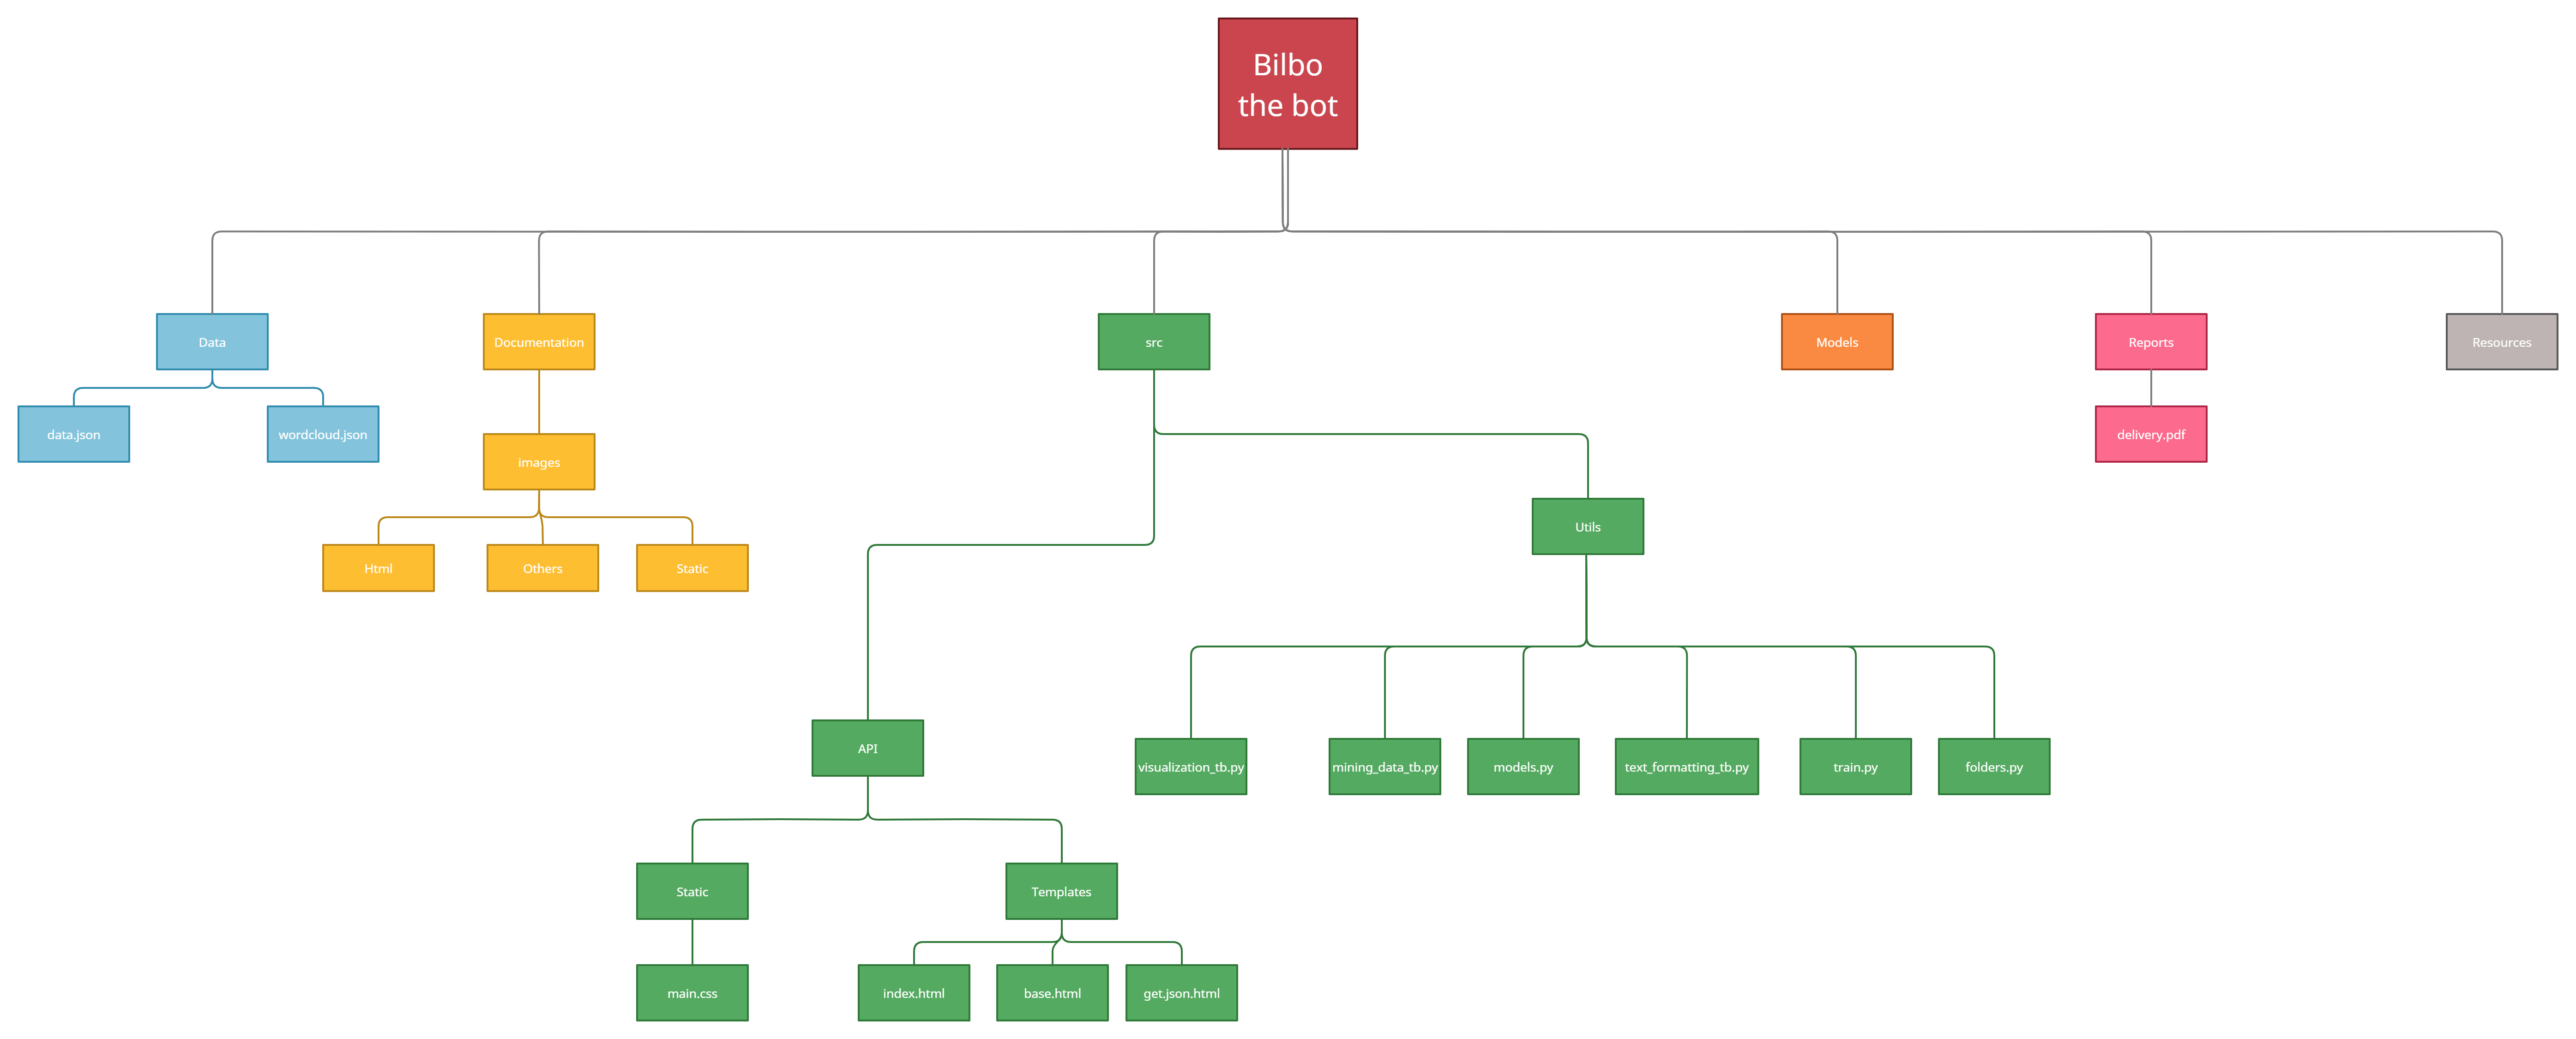 Bilbo
the bot
Data
Documentation
src
Models
Reports
Resources
data.json
wordcloud.json
images
delivery.pdf
Utils
Html
Others
Static
API
visualization_tb.py
mining_data_tb.py
models.py
text_formatting_tb.py
train.py
folders.py
Static
Templates
main.css
index.html
base.html
get.json.html